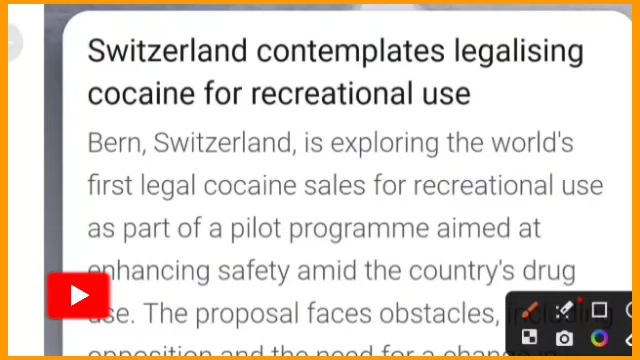 Switzerland contemplates legalising
cocaine for recreational use
Bern, Switzerland, is exploring the world's
first legal cocaine sales for recreational use
as part of a pilot programme aimed at
enhancing safety amid the country's drug
use. The proposal faces obstacles, including
opposition and the need for a change in